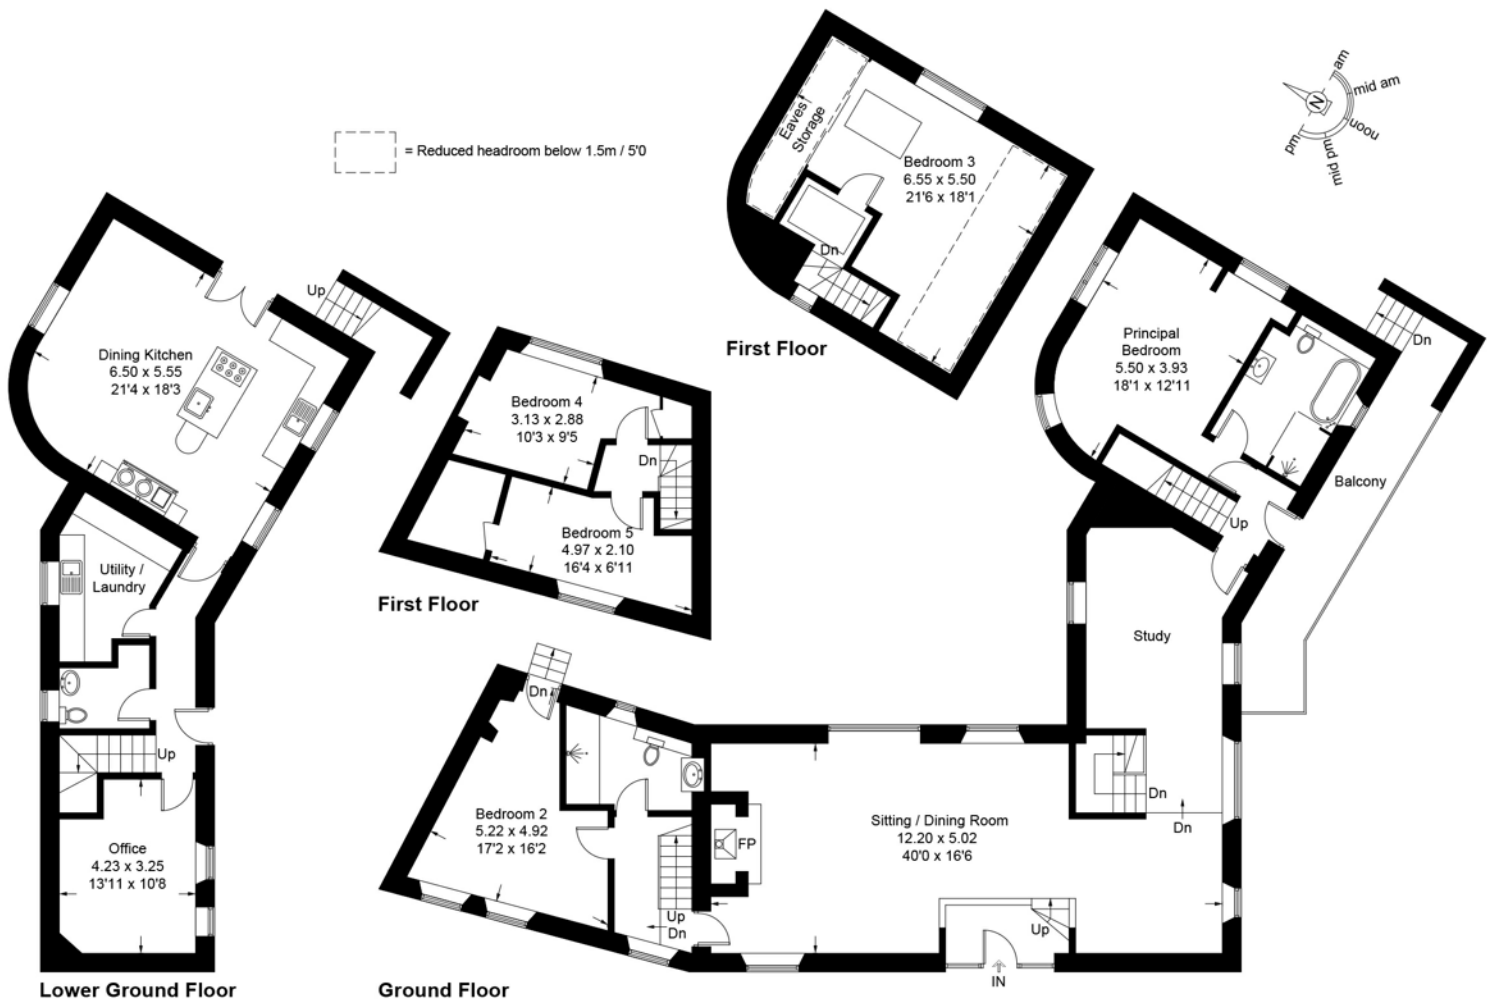 am
mid am
noon
mid pm
pm
N
= Reduced headroom below 1.5m / 5'0
Eaves
Storage
Bedroom 3
6.55 x 5.50
21'6 x 18'1
Dn
First Floor
Up
Dining Kitchen
6.50 x 5.55
21'4 x 18'3
Utility /
Laundry
Up
Office
4.23 x 3.25
13'11 x 10'8
Lower Ground Floor
Bedroom 4
3.13 x 2.88
10'3 x 9'5
Dn
Bedroom 5
4.97 x 2.10
16'4 x 6'11
First Floor
Principal
Bedroom
5.50 x 3.93
18'1 x 12'11
Dn
Balcony
Up
Study
Dn
Dn
Dn
Bedroom 2
5.22 x 4.92
17'2 x 16'2
FP
Sitting / Dining Room
12.20 x 5.02
40'0 x 16'6
Up
Dn
Up
IN
Ground Floor